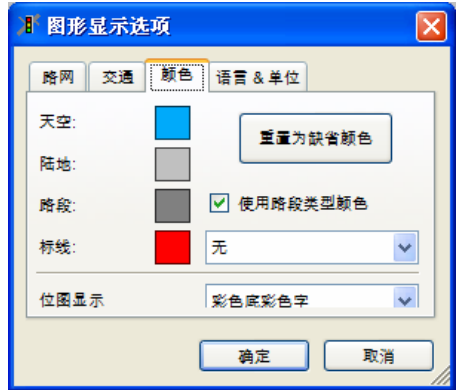 图形显示选项
路网 交通 颜色 语言 & 单位
天空:
重置为缺省颜色
陆地:
路段:
使用路段类型颜色
标线:
无
位图显示
彩色底彩色字
确定 取消